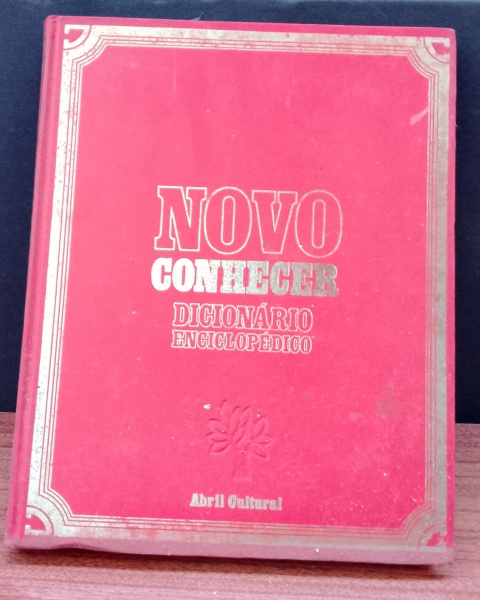 NOVO
CONHECER
DICIONÁRIO
ENCICLOPÉDICO
Abril Cultural